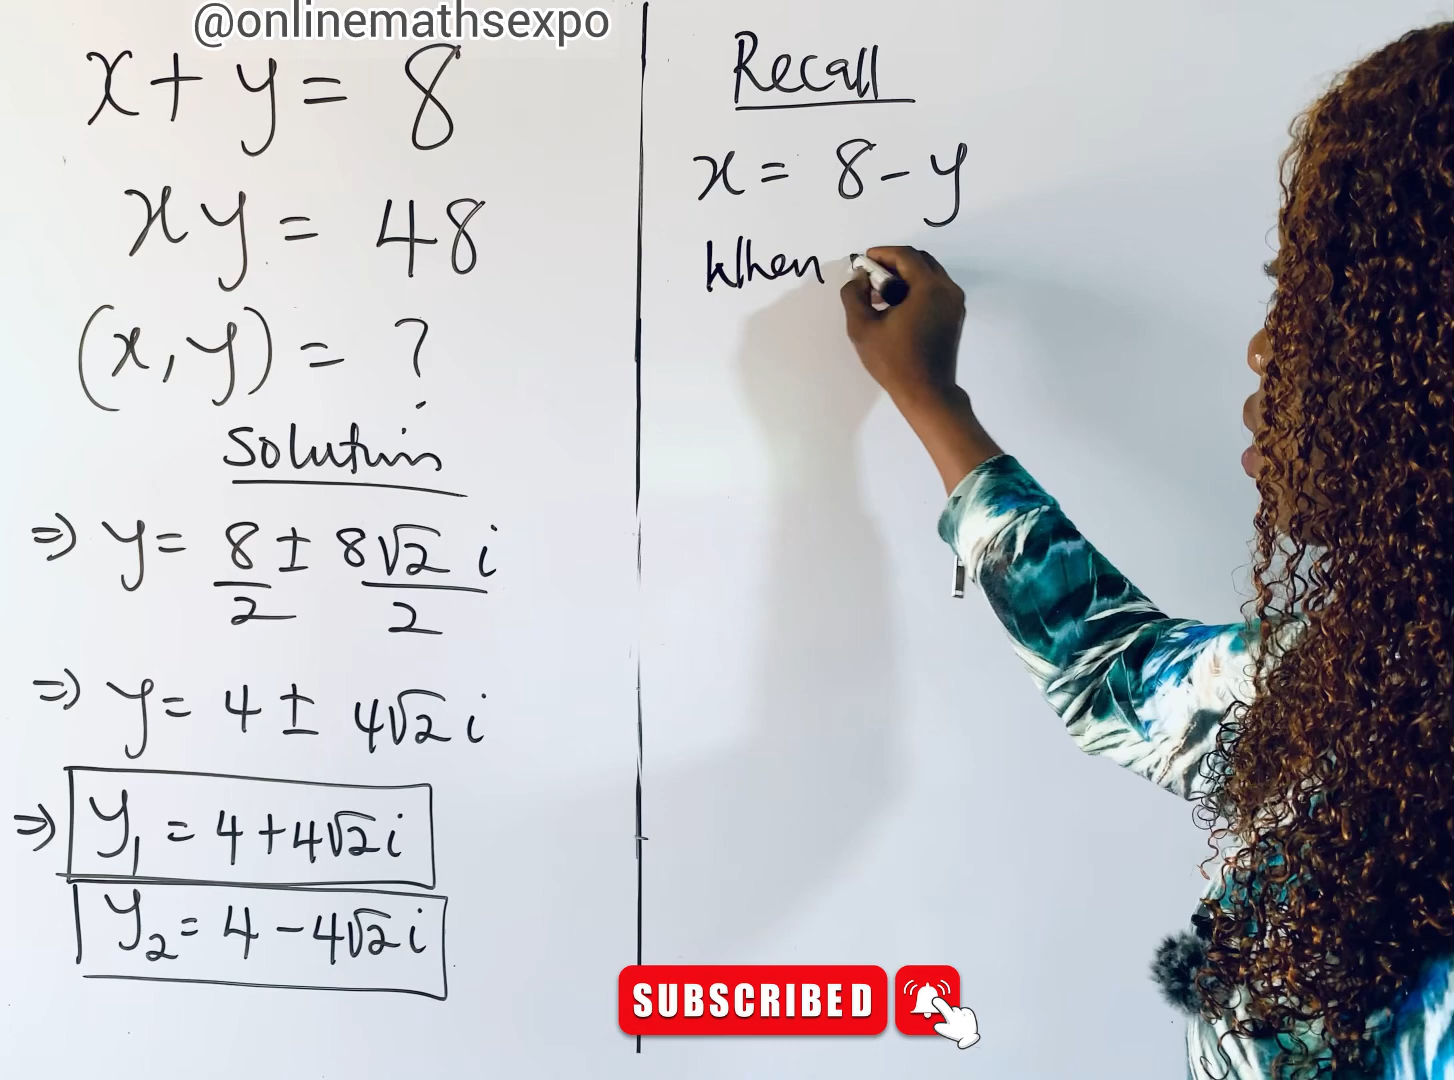 @onlinemathsexpo
x + y = 8
xy = 48
(x, y) = ?
Solution
⇒ y = 8/2 ± 8√2 i/2
⇒ y = 4 ± 4√2 i
⇒ y₁ = 4 + 4√2 i
y₂ = 4 - 4√2 i
Recall
x = 8 - y
When
SUBSCRIBED